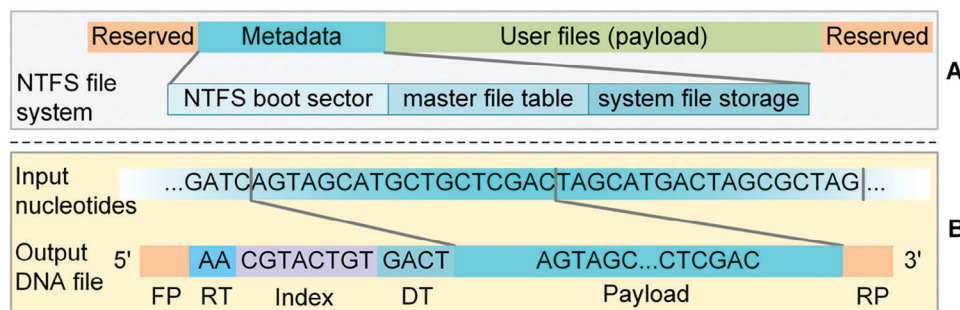 Reserved Metadata User files (payload) Reserved
A
NTFS file
system
NTFS boot sector master file table system file storage
Input
nucleotides
...GATCAGTAGCATGCTGCTCGACTAGCATGACTAGCGCTAG...
B
Output
DNA file
5' AA CGTACTGT GACT AGTAGC...CTCGAC 3'
FP RT Index DT Payload RP